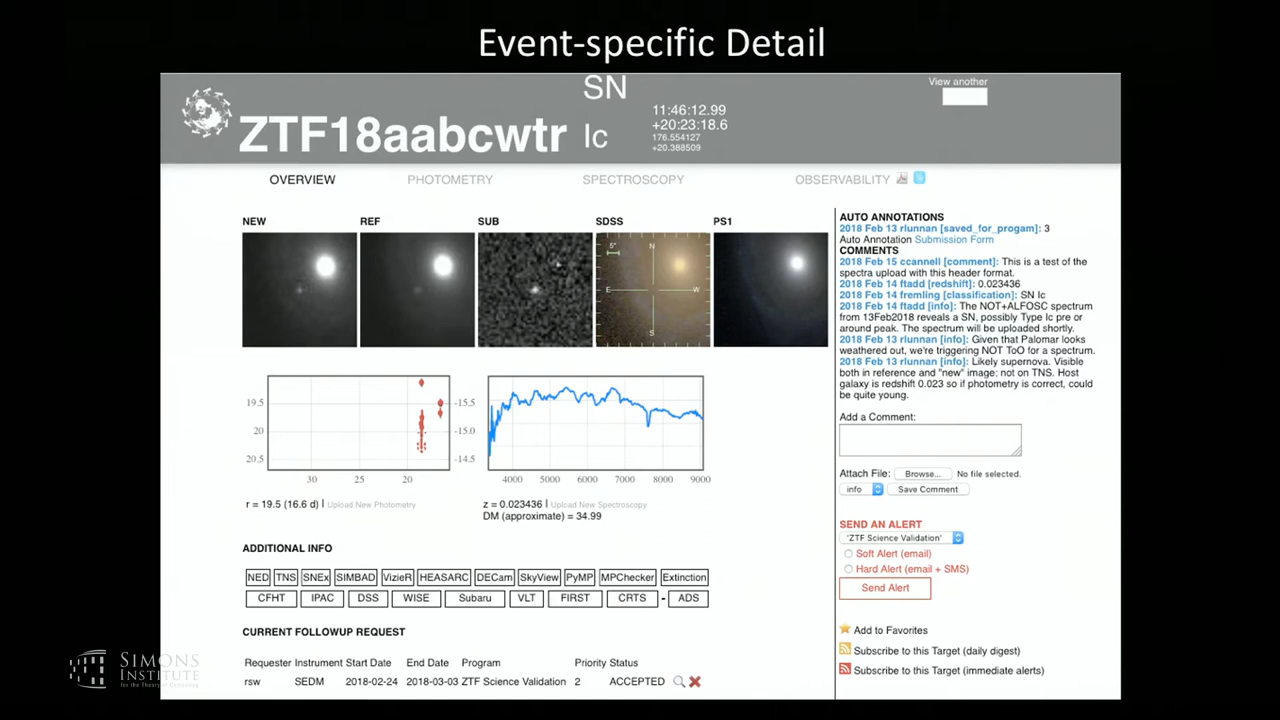 Event-specific Detail
SN
Ic
ZTF18aabcwtr
11:46:12.99
+20:23:18.6
176.554127
+20.388509
View another
OVERVIEW
PHOTOMETRY
SPECTROSCOPY
OBSERVABILITY
NEW
REF
SUB
SDSS
PS1
5"
N
E
W
S
19.5
20
20.5
30
25
20
-15.5
-15.0
-14.5
4000
5000
6000
7000
8000
9000
r = 19.5 (16.6 d) | Upload New Photometry
z = 0.023436 | Upload New Spectroscopy
DM (approximate) = 34.99
ADDITIONAL INFO
NED TNS SNEx SIMBAD VizieR HEASARC DECam SkyView PyMP MPChecker Extinction
CFHT IPAC DSS WISE Subaru VLT FIRST CRTS - ADS
CURRENT FOLLOWUP REQUEST
Requester Instrument Start Date End Date Program Priority Status
rsw SEDM 2018-02-24 2018-03-03 ZTF Science Validation 2 ACCEPTED
AUTO ANNOTATIONS
2018 Feb 13 rlunnan [saved_for_progam]: 3
Auto Annotation Submission Form
COMMENTS
2018 Feb 15 ccannell [comment]: This is a test of the
spectra upload with this header format.
2018 Feb 14 ftadd [redshift]: 0.023436
2018 Feb 14 fremling [classification]: SN Ic
2018 Feb 14 ftadd [info]: The NOT+ALFOSC spectrum
from 13Feb2018 reveals a SN, possibly Type Ic pre or
around peak. The spectrum will be uploaded shortly.
2018 Feb 13 rlunnan [info]: Given that Palomar looks
weathered out, we're triggering NOT ToO for a spectrum.
2018 Feb 13 rlunnan [info]: Likely supernova. Visible
both in reference and "new" image; not on TNS. Host
galaxy is redshift 0.023 so if photometry is correct, could
be quite young.
Add a Comment:
Attach File: Browse... No file selected.
info Save Comment
SEND AN ALERT
'ZTF Science Validation'
Soft Alert (email)
Hard Alert (email + SMS)
Send Alert
Add to Favorites
Subscribe to this Target (daily digest)
Subscribe to this Target (immediate alerts)
SIMONS
INSTITUTE
for the Theory of Computing